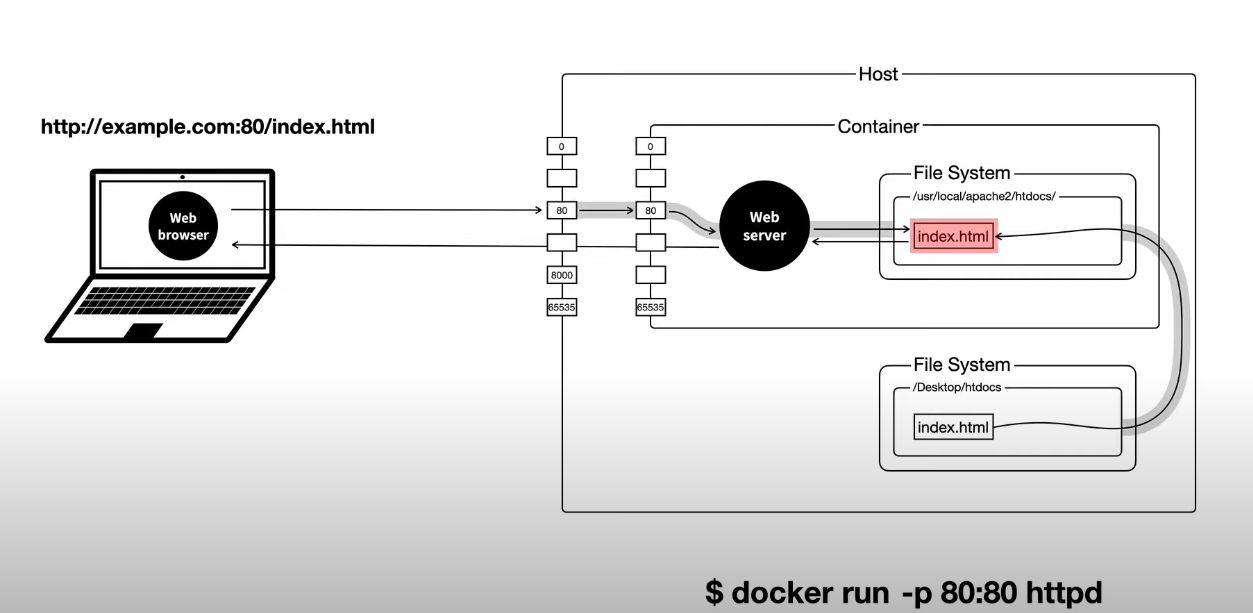 http://example.com:80/index.html
Web
browser
Host
0
80
8000
65535
Container
0
80
65535
Web
server
File System
/usr/local/apache2/htdocs/
index.html
File System
/Desktop/htdocs
index.html
$ docker run -p 80:80 httpd